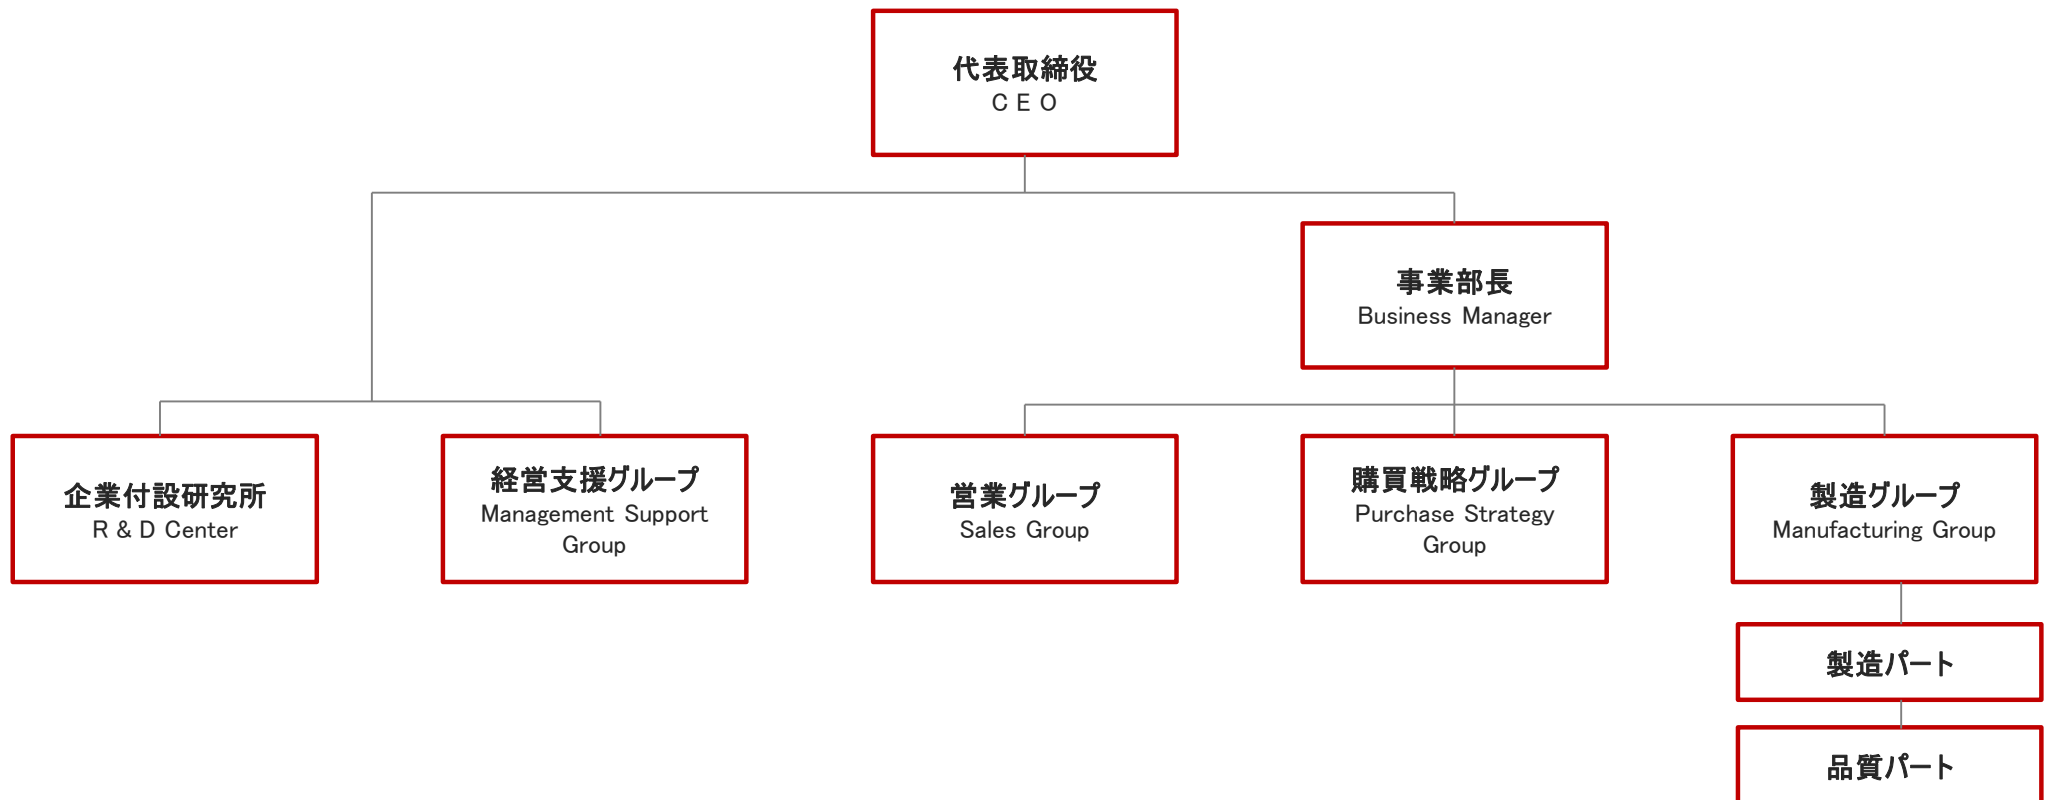 代表取締役
CEO
事業部長
Business Manager
企業付設研究所
R & D Center
経営支援グループ
Management Support
Group
営業グループ
Sales Group
購買戦略グループ
Purchase Strategy
Group
製造グループ
Manufacturing Group
製造パート
品質パート